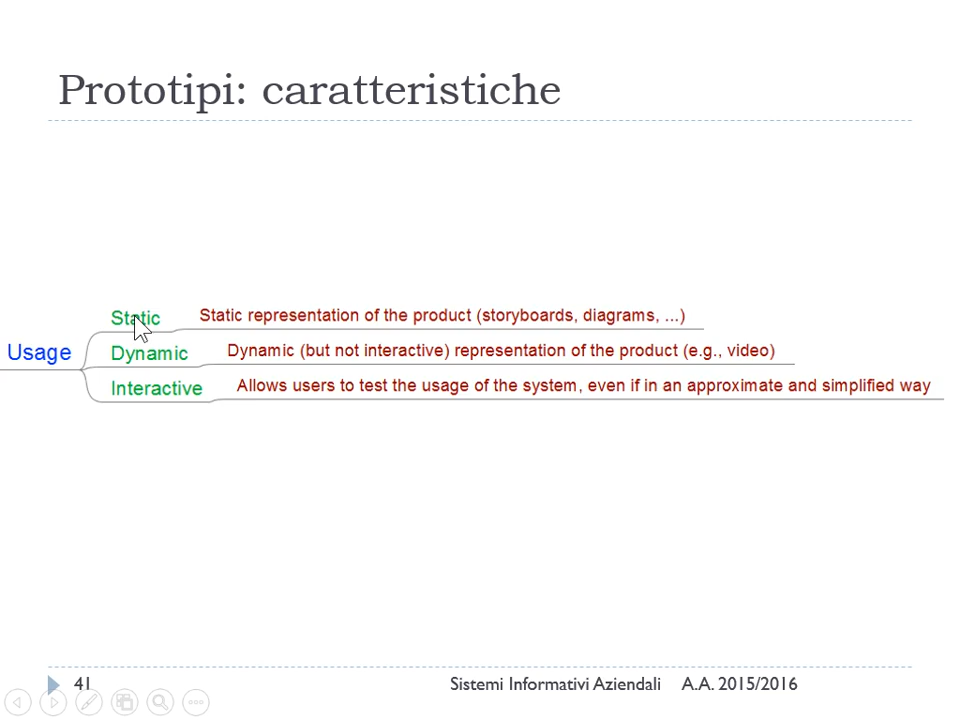 Prototipi: caratteristiche
Usage
Static
Static representation of the product (storyboards, diagrams, ...)
Dynamic
Dynamic (but not interactive) representation of the product (e.g., video)
Interactive
Allows users to test the usage of the system, even if in an approximate and simplified way
41
Sistemi Informativi Aziendali A.A. 2015/2016